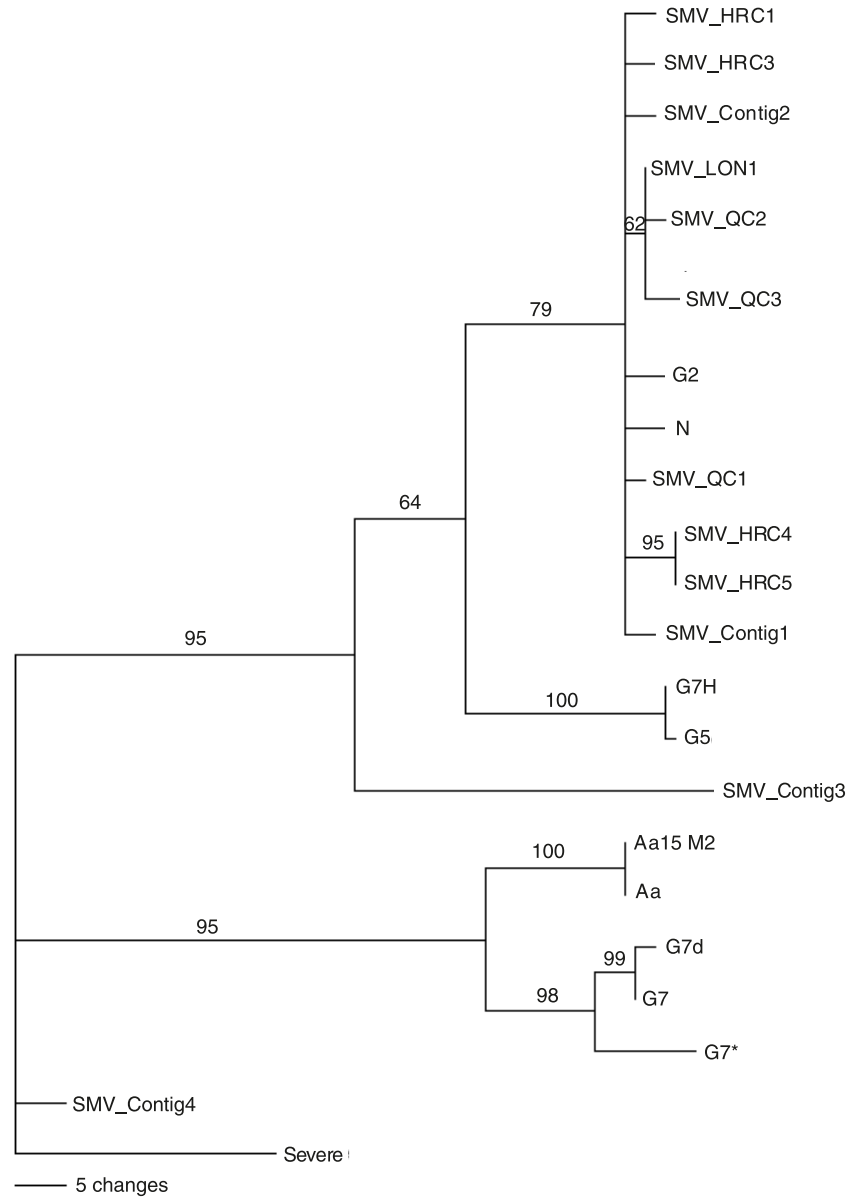 SMV_HRC1
SMV_HRC3
SMV_Contig2
SMV_LON1
62
SMV_QC2
SMV_QC3
79
G2
N
SMV_QC1
64
SMV_HRC4
95
SMV_HRC5
SMV_Contig1
95
G7H
100
G5
SMV_Contig3
Aa15 M2
100
Aa
95
G7d
99
G7
98
G7*
SMV_Contig4
Severe
5 changes